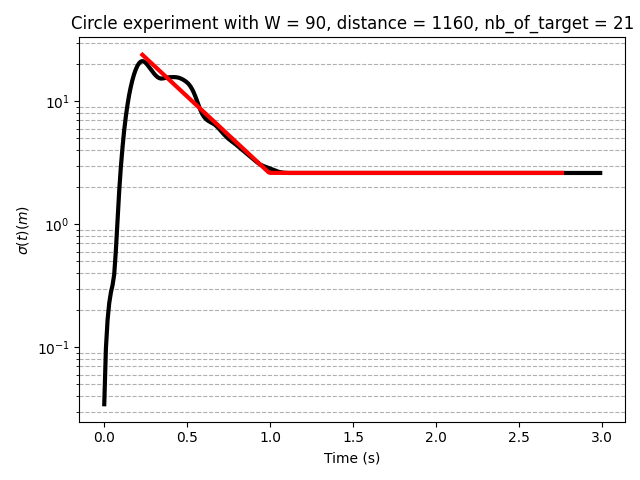 Circle experiment with W = 90, distance = 1160, nb_of_target = 21
σ(t)(m)
10¹
10⁰
10⁻¹
0.0 0.5 1.0 1.5 2.0 2.5 3.0
Time (s)